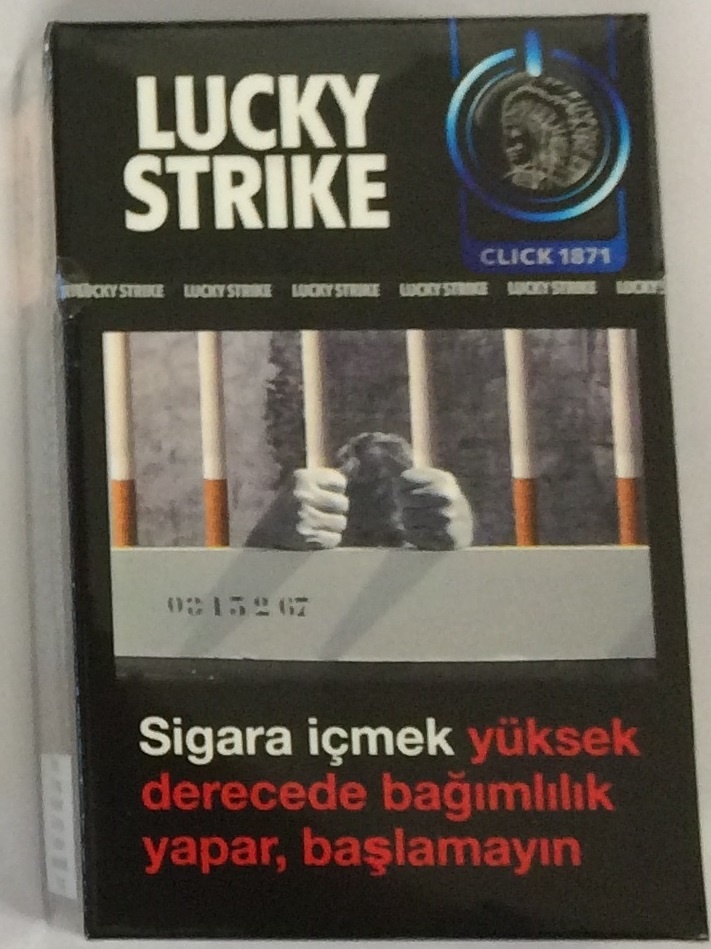 LUCKY
STRIKE
CLICK 1871
LUCKY STRIKE LUCKY STRIKE LUCKY STRIKE LUCKY STRIKE LUCKY STRIKE LUCKY
Sigara içmek yüksek
derecede bağımlılık
yapar, başlamayın